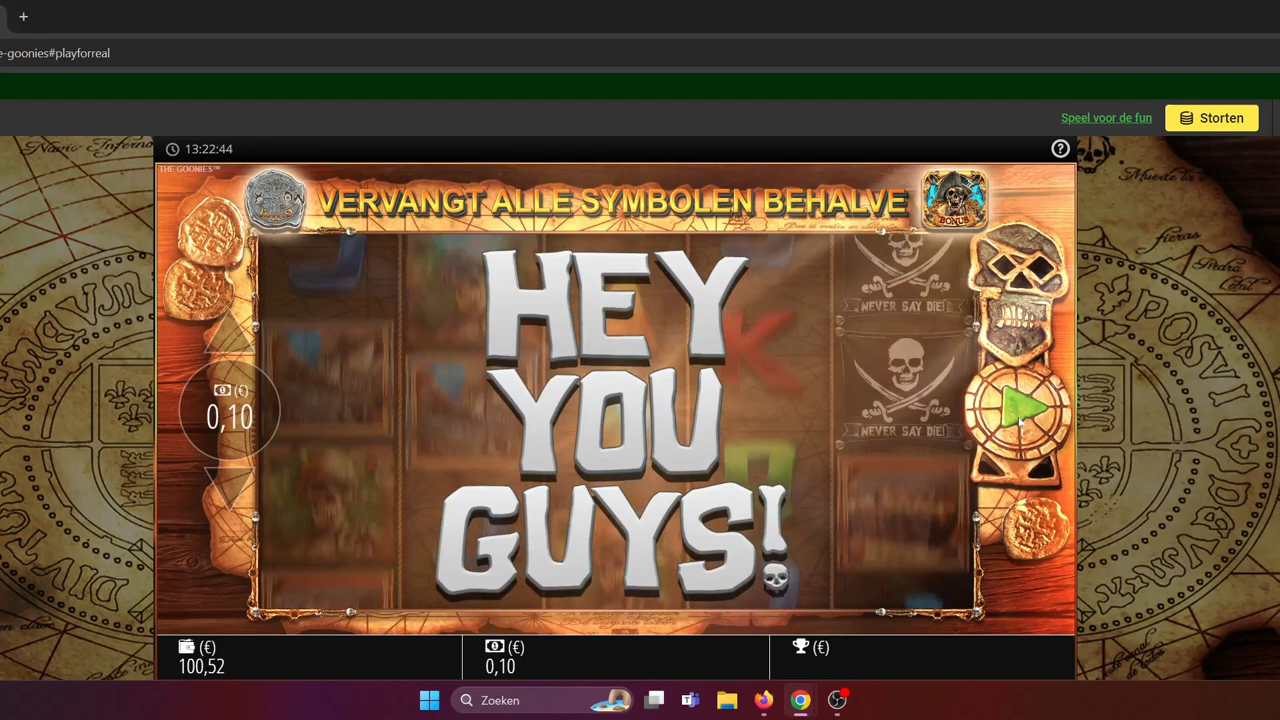 e-goonies#playforreal
Speel voor de fun
Storten
13:22:44
THE GOONIES™
VERVANGT ALLE SYMBOLEN BEHALVE
BONUS
HEY
YOU
GUYS!
NEVER SAY DIE!
NEVER SAY DIE!
K
(€)
0,10
(€)
100,52
(€)
0,10
(€)
Zoeken